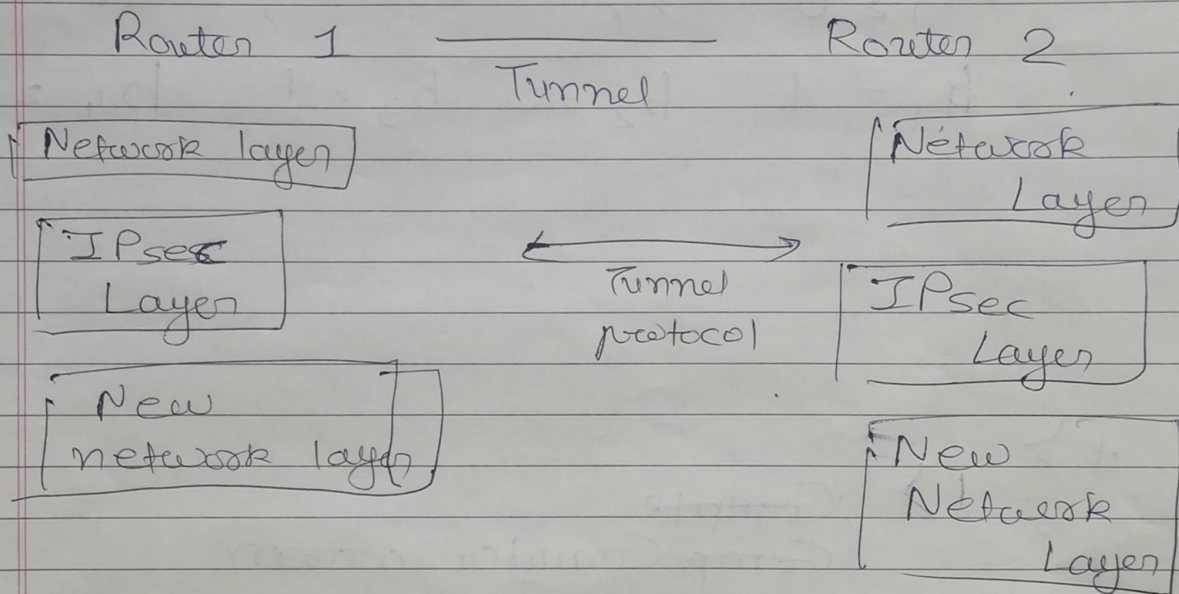 Router 1 Router 2
Tunnel
Network layer
Network
Layer
IPsec
Layer
Tunnel
protocol
IPsec
Layer
New
network layer
New
Network
Layer